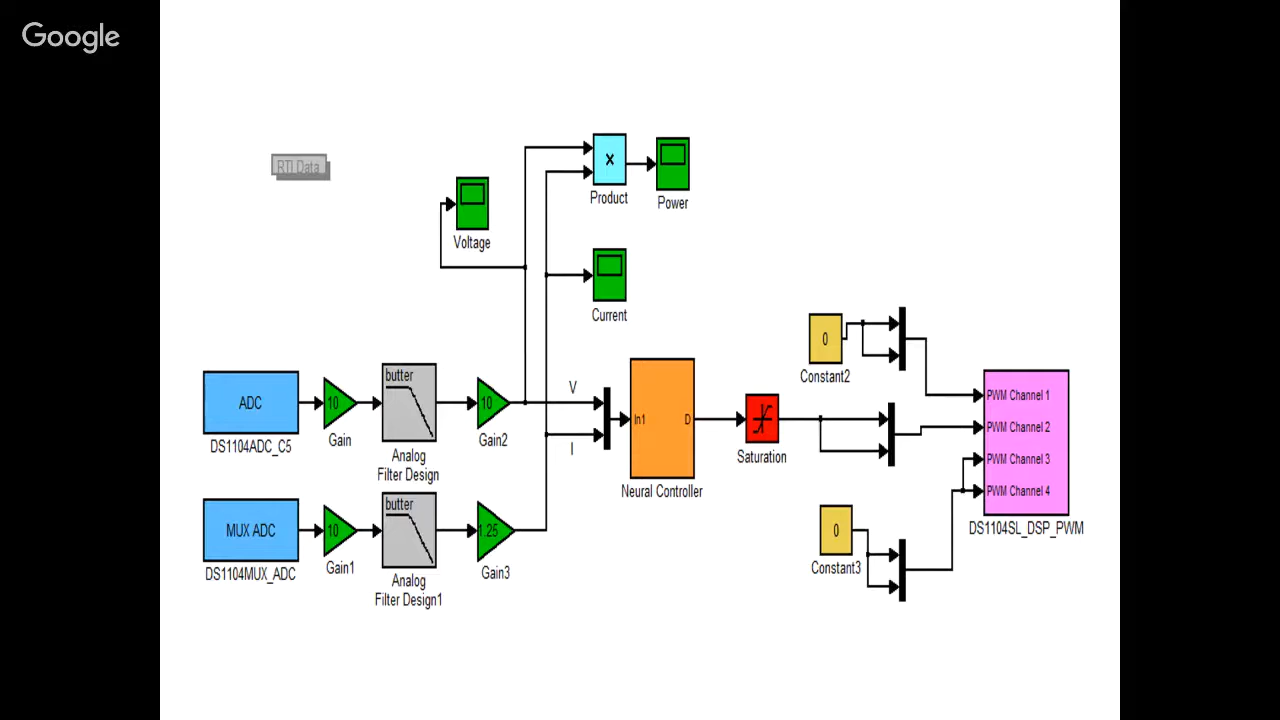 Google
RTI Data
×
Product
Power
Voltage
Current
0
Constant2
ADC
DS1104ADC_C5
10
Gain
butter
Analog
Filter Design
10
Gain2
V
I
In1
D
Neural Controller
Saturation
PWM Channel 1
PWM Channel 2
PWM Channel 3
PWM Channel 4
DS1104SL_DSP_PWM
MUX ADC
DS1104MUX_ADC
10
Gain1
butter
Analog
Filter Design1
1.25
Gain3
0
Constant3